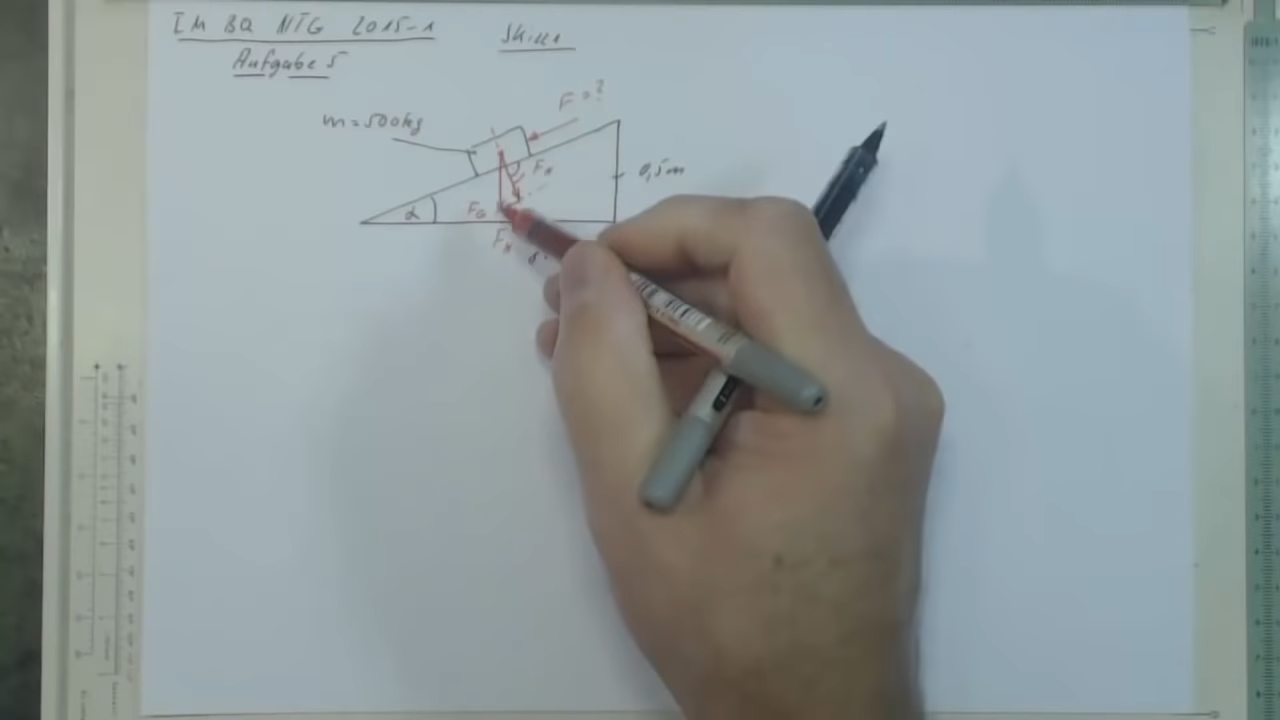 IM BQ NTG 2015-1
Skizze
Aufgabe 5
F = ?
m = 500kg
F_N
0,5m
α
F_G
F_H